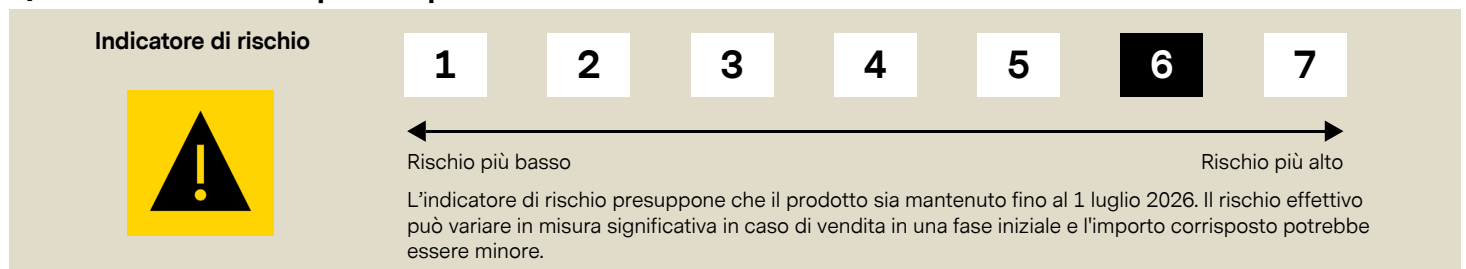 Indicatore di rischio
1 2 3 4 5 6 7
Rischio più basso Rischio più alto
L'indicatore di rischio presuppone che il prodotto sia mantenuto fino al 1 luglio 2026. Il rischio effettivo
può variare in misura significativa in caso di vendita in una fase iniziale e l'importo corrisposto potrebbe
essere minore.